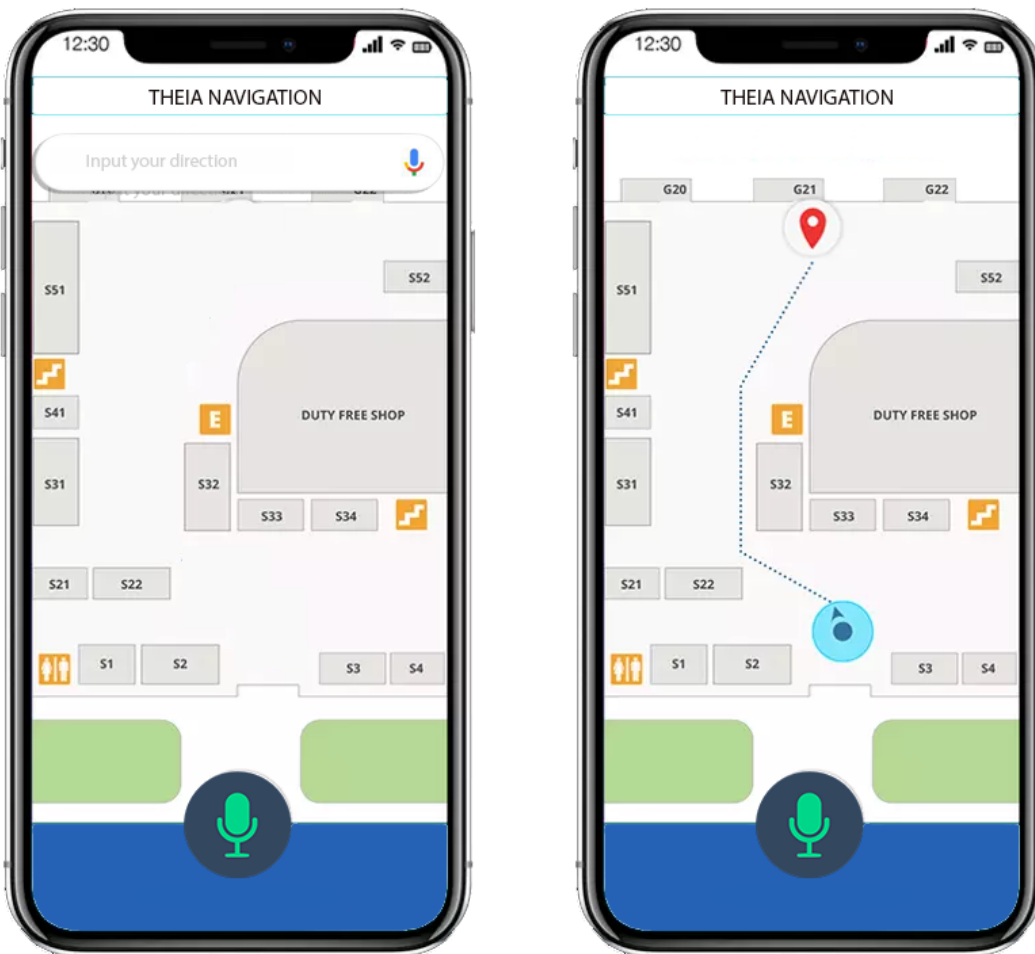 12:30
THEIA NAVIGATION
Input your direction
G22
S51
S52
S41
DUTY FREE SHOP
E
S31
S32
S33
S34
S21
S22
S1
S2
S3
S4
12:30
THEIA NAVIGATION
G20
G21
G22
S51
S52
S41
DUTY FREE SHOP
E
S31
S32
S33
S34
S21
S22
S1
S2
S3
S4